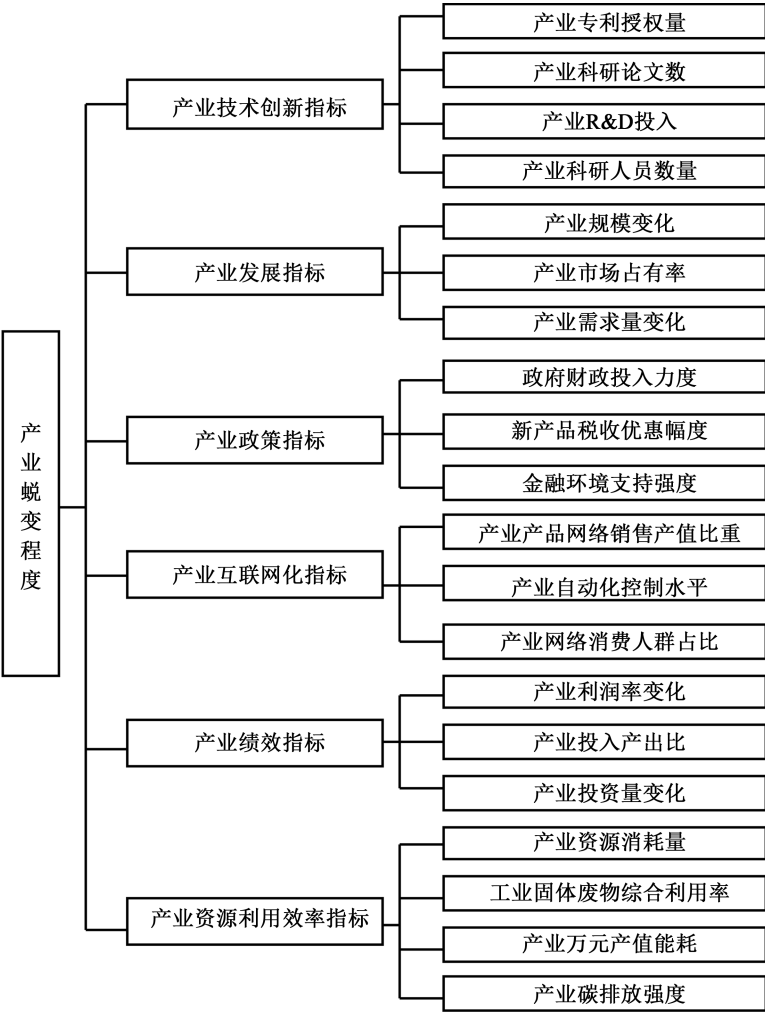 产业蜕变程度
产业技术创新指标
产业专利授权量
产业科研论文数
产业R&D投入
产业科研人员数量
产业发展指标
产业规模变化
产业市场占有率
产业需求量变化
产业政策指标
政府财政投入力度
新产品税收优惠幅度
金融环境支持强度
产业互联网化指标
产业产品网络销售产值比重
产业自动化控制水平
产业网络消费人群占比
产业绩效指标
产业利润率变化
产业投入产出比
产业投资量变化
产业资源利用效率指标
产业资源消耗量
工业固体废物综合利用率
产业万元产值能耗
产业碳排放强度